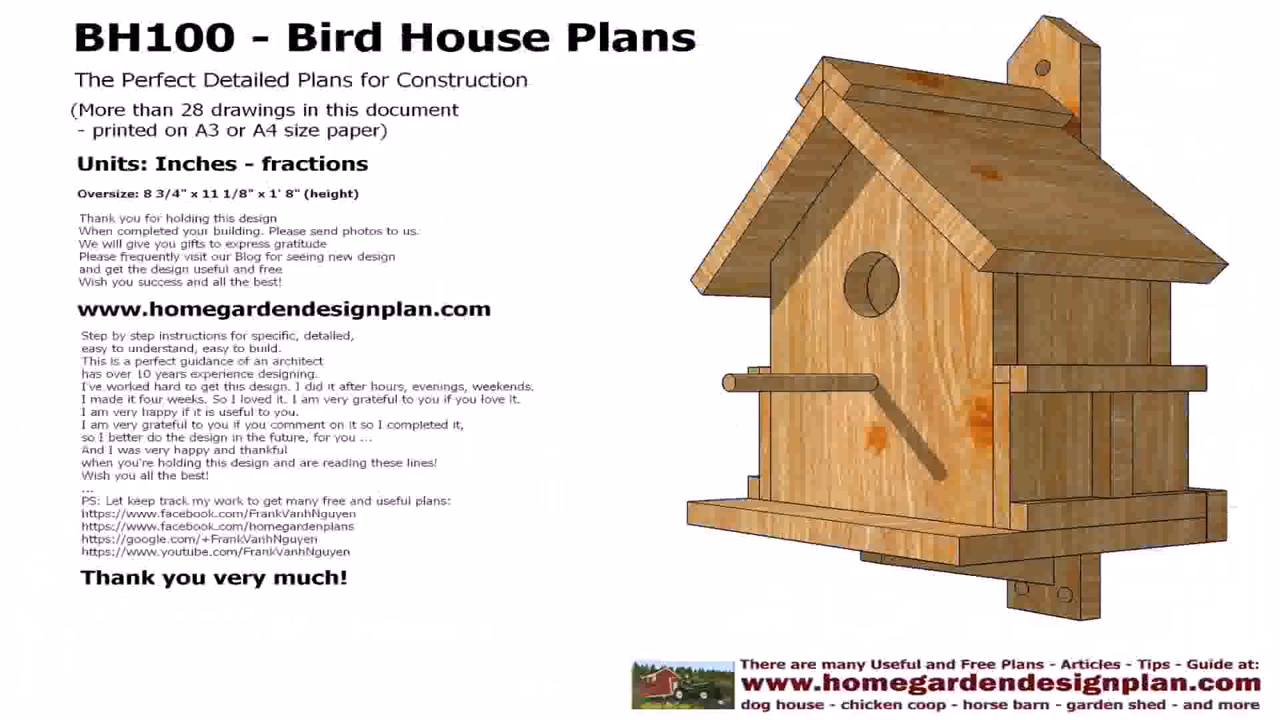 BH100 - Bird House Plans
The Perfect Detailed Plans for Construction
(More than 28 drawings in this document
- printed on A3 or A4 size paper)
Units: Inches - fractions
Oversize: 8 3/4" x 11 1/8" x 1' 8" (height)
Thank you for holding this design
When completed your building. Please send photos to us.
We will give you gifts to express gratitude
Please frequently visit our Blog for seeing new design
and get the design useful and free
Wish you success and all the best!
www.homegardendesignplan.com
Step by step instructions for specific, detailed,
easy to understand, easy to build.
This is a perfect guidance of an architect
has over 10 years experience designing.
I've worked hard to get this design. I did it after hours, evenings, weekends.
I made it four weeks. So I loved it. I am very grateful to you if you love it.
I am very happy if it is useful to you.
I am very grateful to you if you comment on it so I completed it,
so I better do the design in the future, for you ...
And I was very happy and thankful
when you're holding this design and are reading these lines!
Wish you all the best!
...
PS: Let keep track my work to get many free and useful plans:
https://www.facebook.com/FrankVanhNguyen
https://www.facebook.com/homegardenplans
https://google.com/+FrankVanhNguyen
https://www.youtube.com/FrankVanhNguyen
Thank you very much!
There are many Useful and Free Plans - Articles - Tips - Guide at:
www.homegardendesignplan.com
dog house - chicken coop - horse barn - garden shed - and more